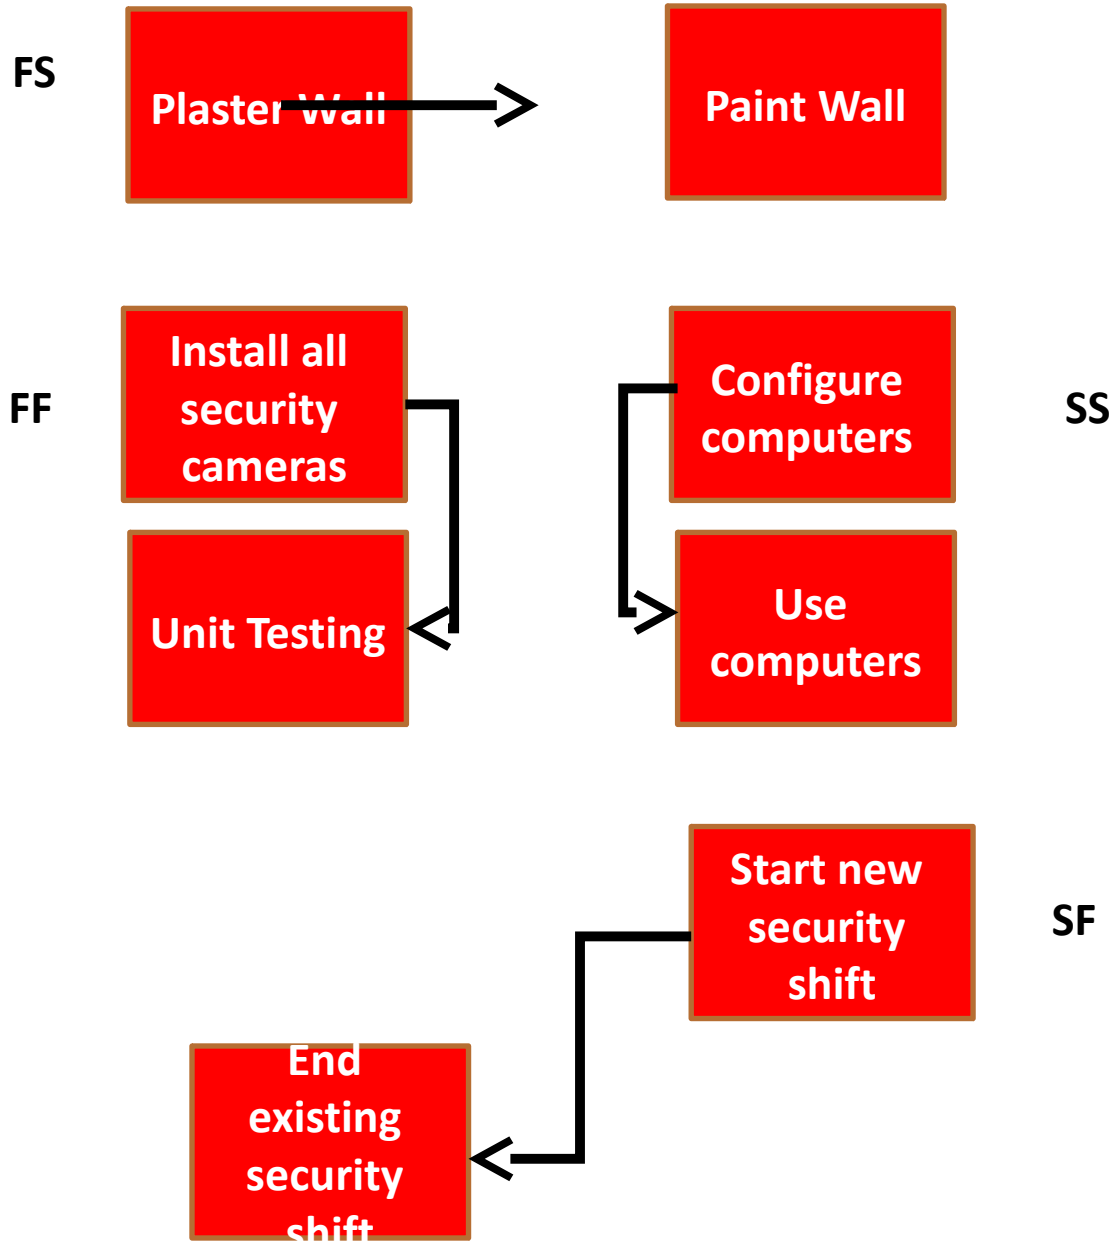 FS
Plaster Wall
Paint Wall
FF
Install all
security
cameras
Unit Testing
Configure
computers
SS
Use
computers
Start new
security
shift
SF
End
existing
security
shift